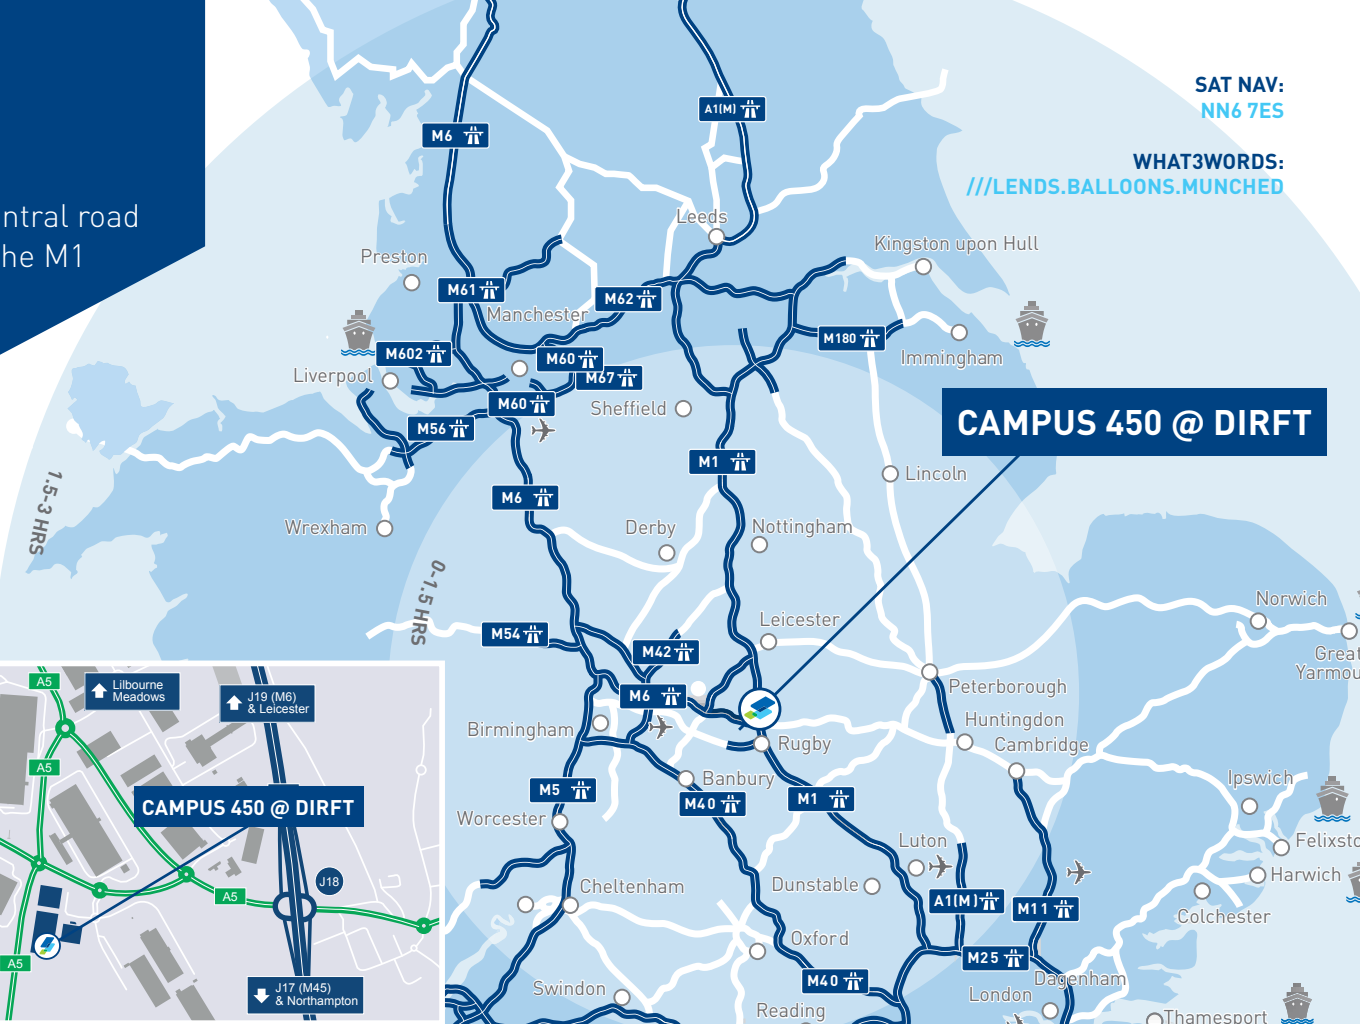 ntral road
he M1
SAT NAV:
NN6 7ES
WHAT3WORDS:
///LENDS.BALLOONS.MUNCHED
A1(M)
M6
Leeds
Kingston upon Hull
Preston
M61
M62
Manchester
M602
M60
M67
M180
Immingham
Liverpool
M60
Sheffield
M56
CAMPUS 450 @ DIRFT
M1
Lincoln
1.5-3 HRS
M6
Wrexham
Derby
Nottingham
0-1.5 HRS
Norwich
Leicester
M54
M42
Great
Yarmou
Peterborough
M6
Huntingdon
Birmingham
Rugby
Cambridge
Banbury
Ipswich
M5
M40
M1
Worcester
Luton
Felixsto
Harwich
Cheltenham
Dunstable
A1(M)
M11
Colchester
Oxford
M25
M40
Dagenham
Swindon
London
Reading
Thamesport
A5
Lilbourne
Meadows
J19 (M6)
& Leicester
A5
CAMPUS 450 @ DIRFT
J18
A5
A5
J17 (M45)
& Northampton